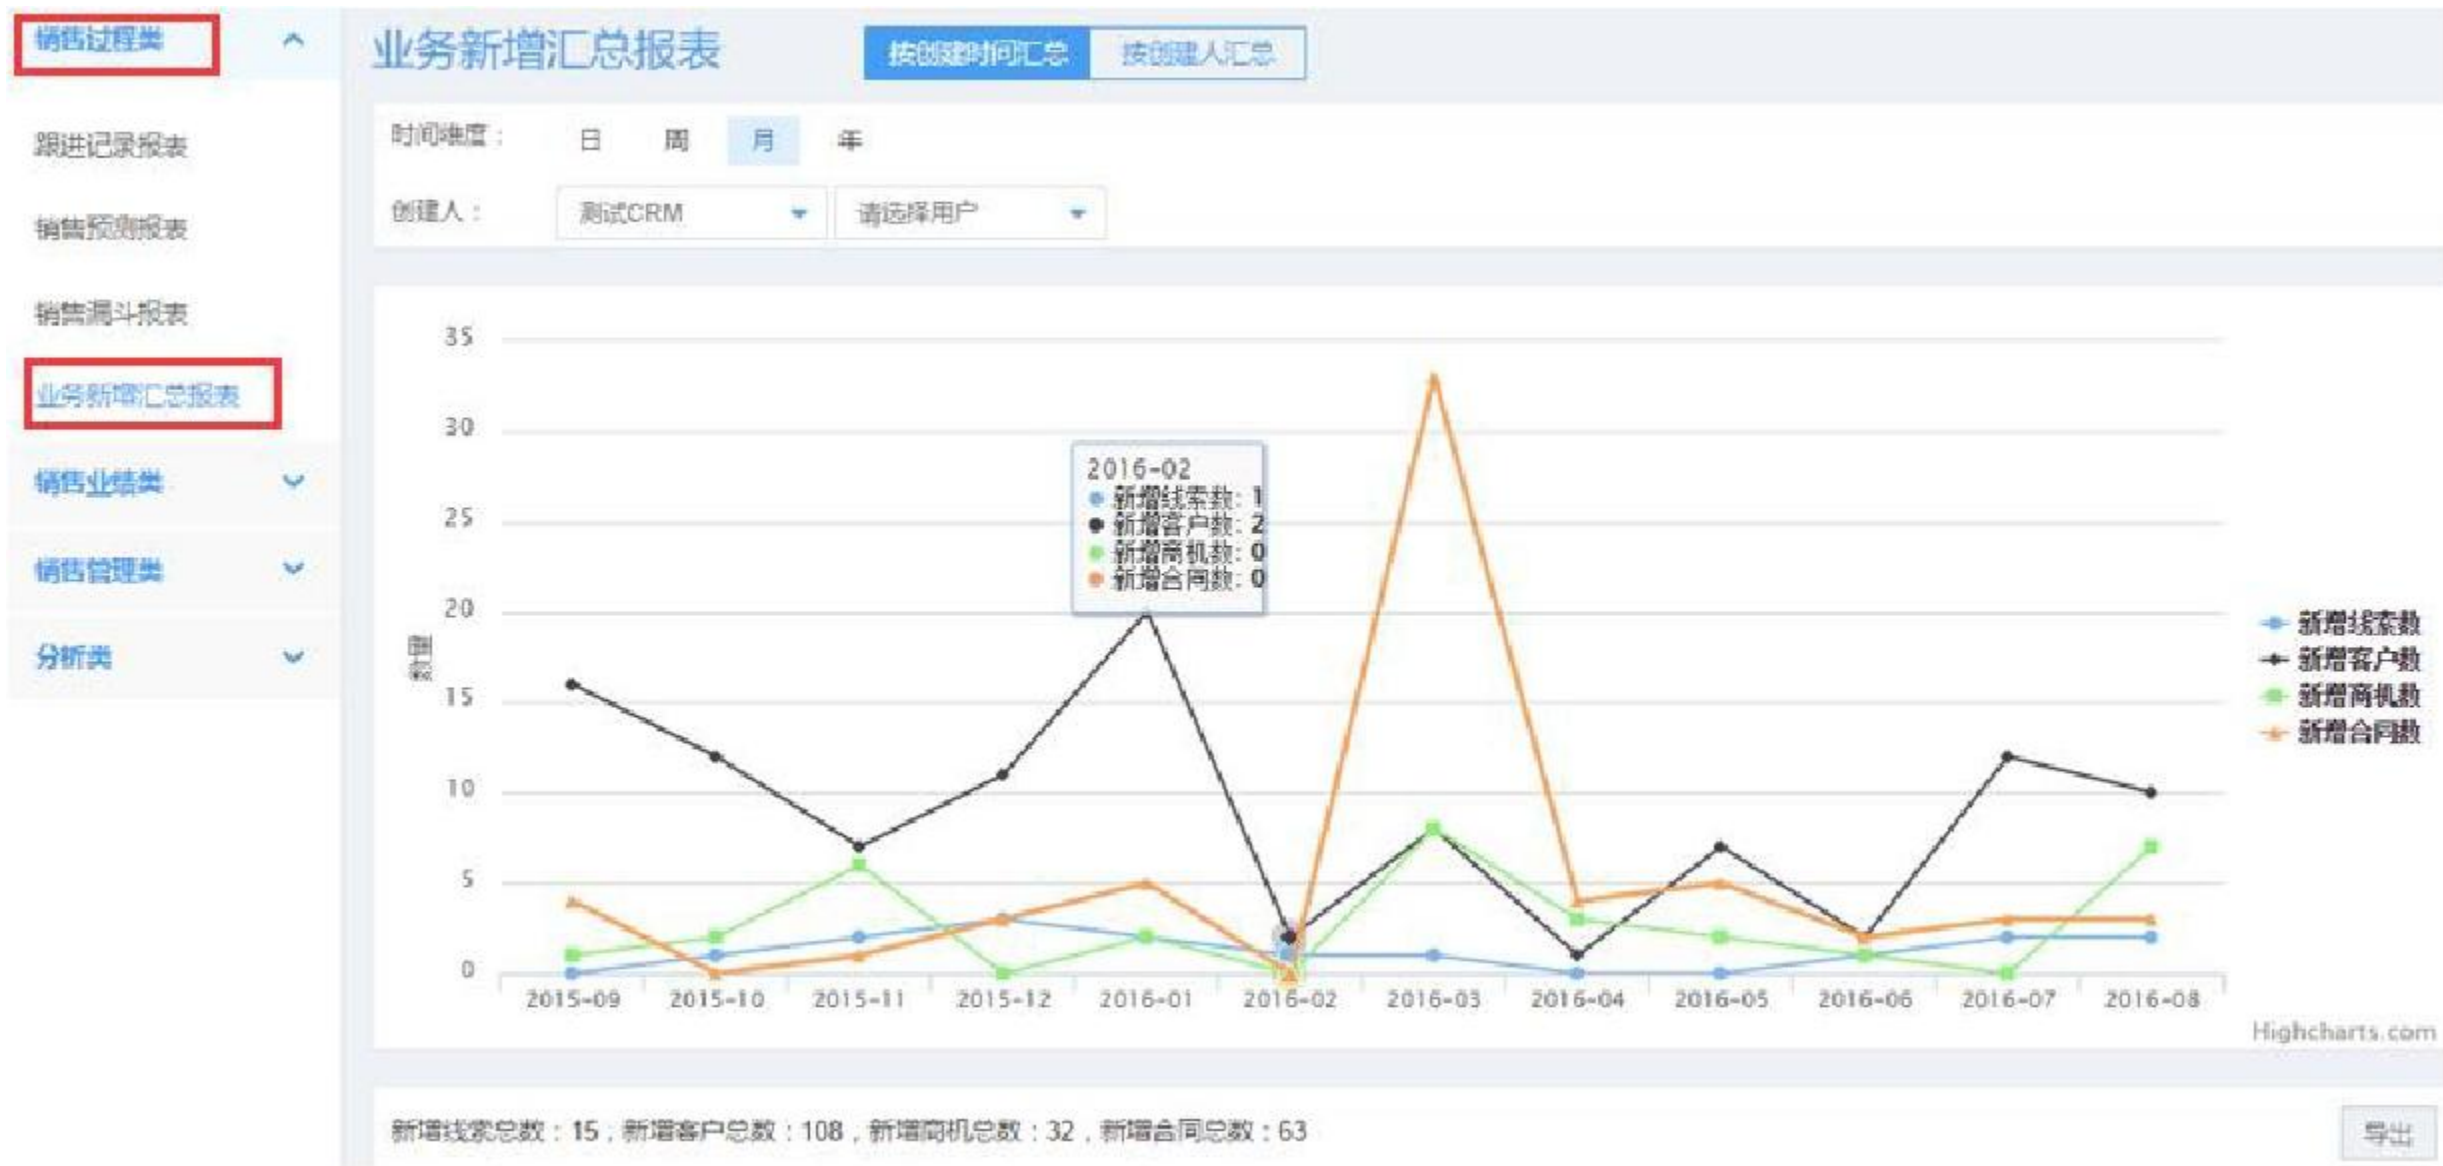 销售过程类
跟进记录报表
销售预测报表
销售漏斗报表
业务新增汇总报表
销售业绩类
销售管理类
分析类
业务新增汇总报表
按创建时间汇总 按创建人汇总
时间维度： 日 周 月 年
创建人： 测试CRM 请选择用户
35
30
25
20
15
10
5
0
数量
2016-02
新增线索数: 1
新增客户数: 2
新增商机数: 0
新增合同数: 0
2015-09 2015-10 2015-11 2015-12 2016-01 2016-02 2016-03 2016-04 2016-05 2016-06 2016-07 2016-08
新增线索数
新增客户数
新增商机数
新增合同数
Highcharts.com
新增线索总数：15，新增客户总数：108，新增商机总数：32，新增合同总数：63
导出